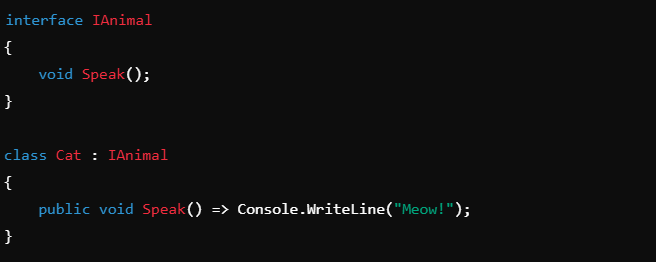 interface IAnimal
{
    void Speak();
}

class Cat : IAnimal
{
    public void Speak() => Console.WriteLine("Meow!");
}